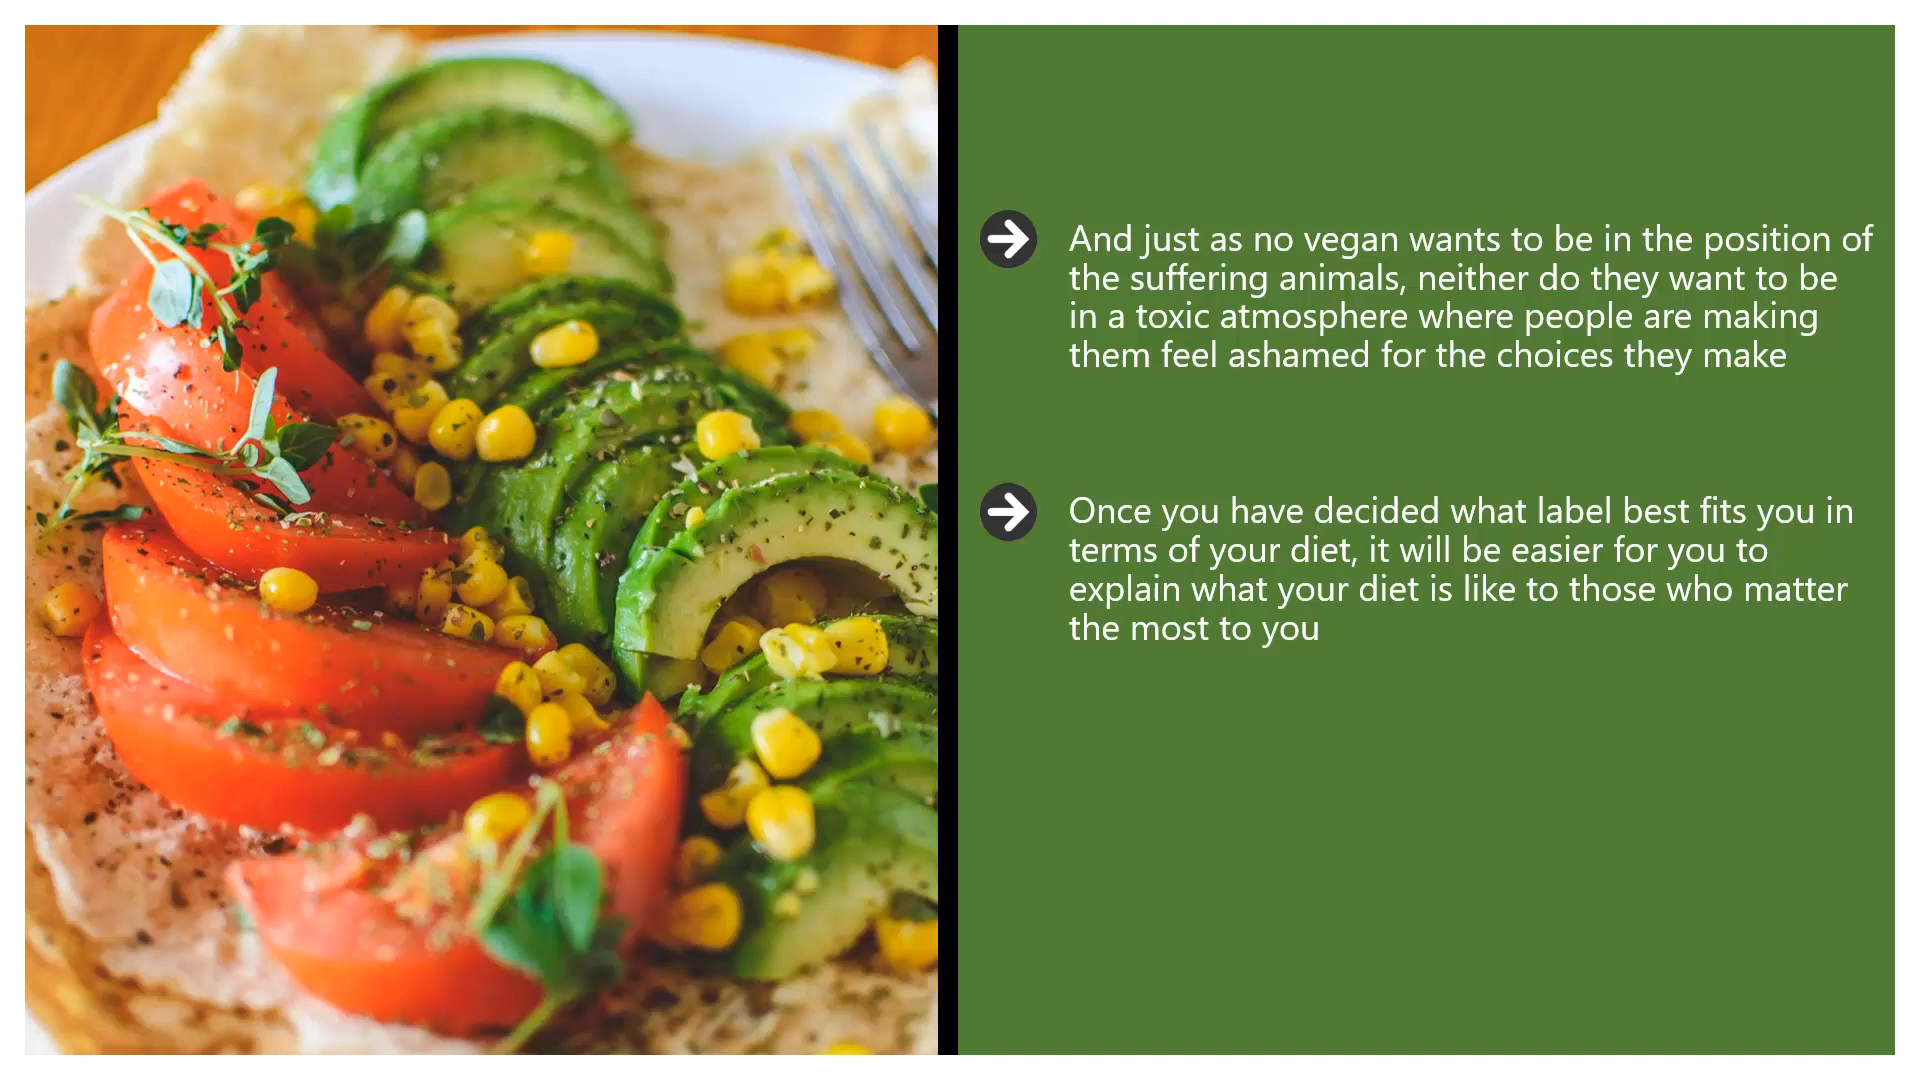 And just as no vegan wants to be in the position of
the suffering animals, neither do they want to be
in a toxic atmosphere where people are making
them feel ashamed for the choices they make
Once you have decided what label best fits you in
terms of your diet, it will be easier for you to
explain what your diet is like to those who matter
the most to you